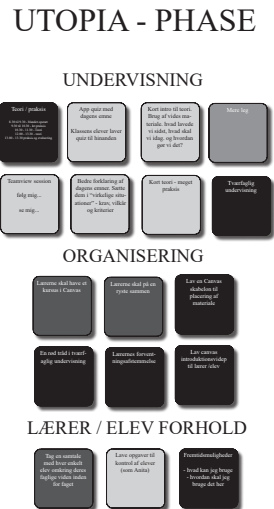 UTOPIA - PHASE
UNDERVISNING
Teori / praksis
App quiz med
dagens emne
Klassens elever laver
quiz til hinanden
Kort intro til teori.
Brug af video ma-
teriale. hvad lavede
vi sidst, hvad skal
vi idag, og hvordan
gør vi det?
Mere leg
Teamview session
følg mig...
se mig...
Bedre forklaring af
dagens emner. Sætte
dem i "virkelige situ-
ationer" - krav, vilkår
og kriterier
Kort teori - meget
praksis
Tværfaglig
undervisning
ORGANISERING
Lærerne skal have et
kursus i Canvas
Lærerne skal på en
ryste sammen
Lav en Canvas
skabelon til
placering af
materiale
En rød tråd i tværf-
aglig undervisning
Lærernes forvent-
ningsafstemmelse
Lav canvas
introduktionsvideo
til lærer /elev
LÆRER / ELEV FORHOLD
Tag en samtale
med hver enkelt
elev omkring deres
faglige viden inden
for faget
Lave opgaver til
kontrol af elever
(som Anita)
Fremtidsmuligheder
- hvad kan jeg bruge
- hvordan skal jeg
bruge det her